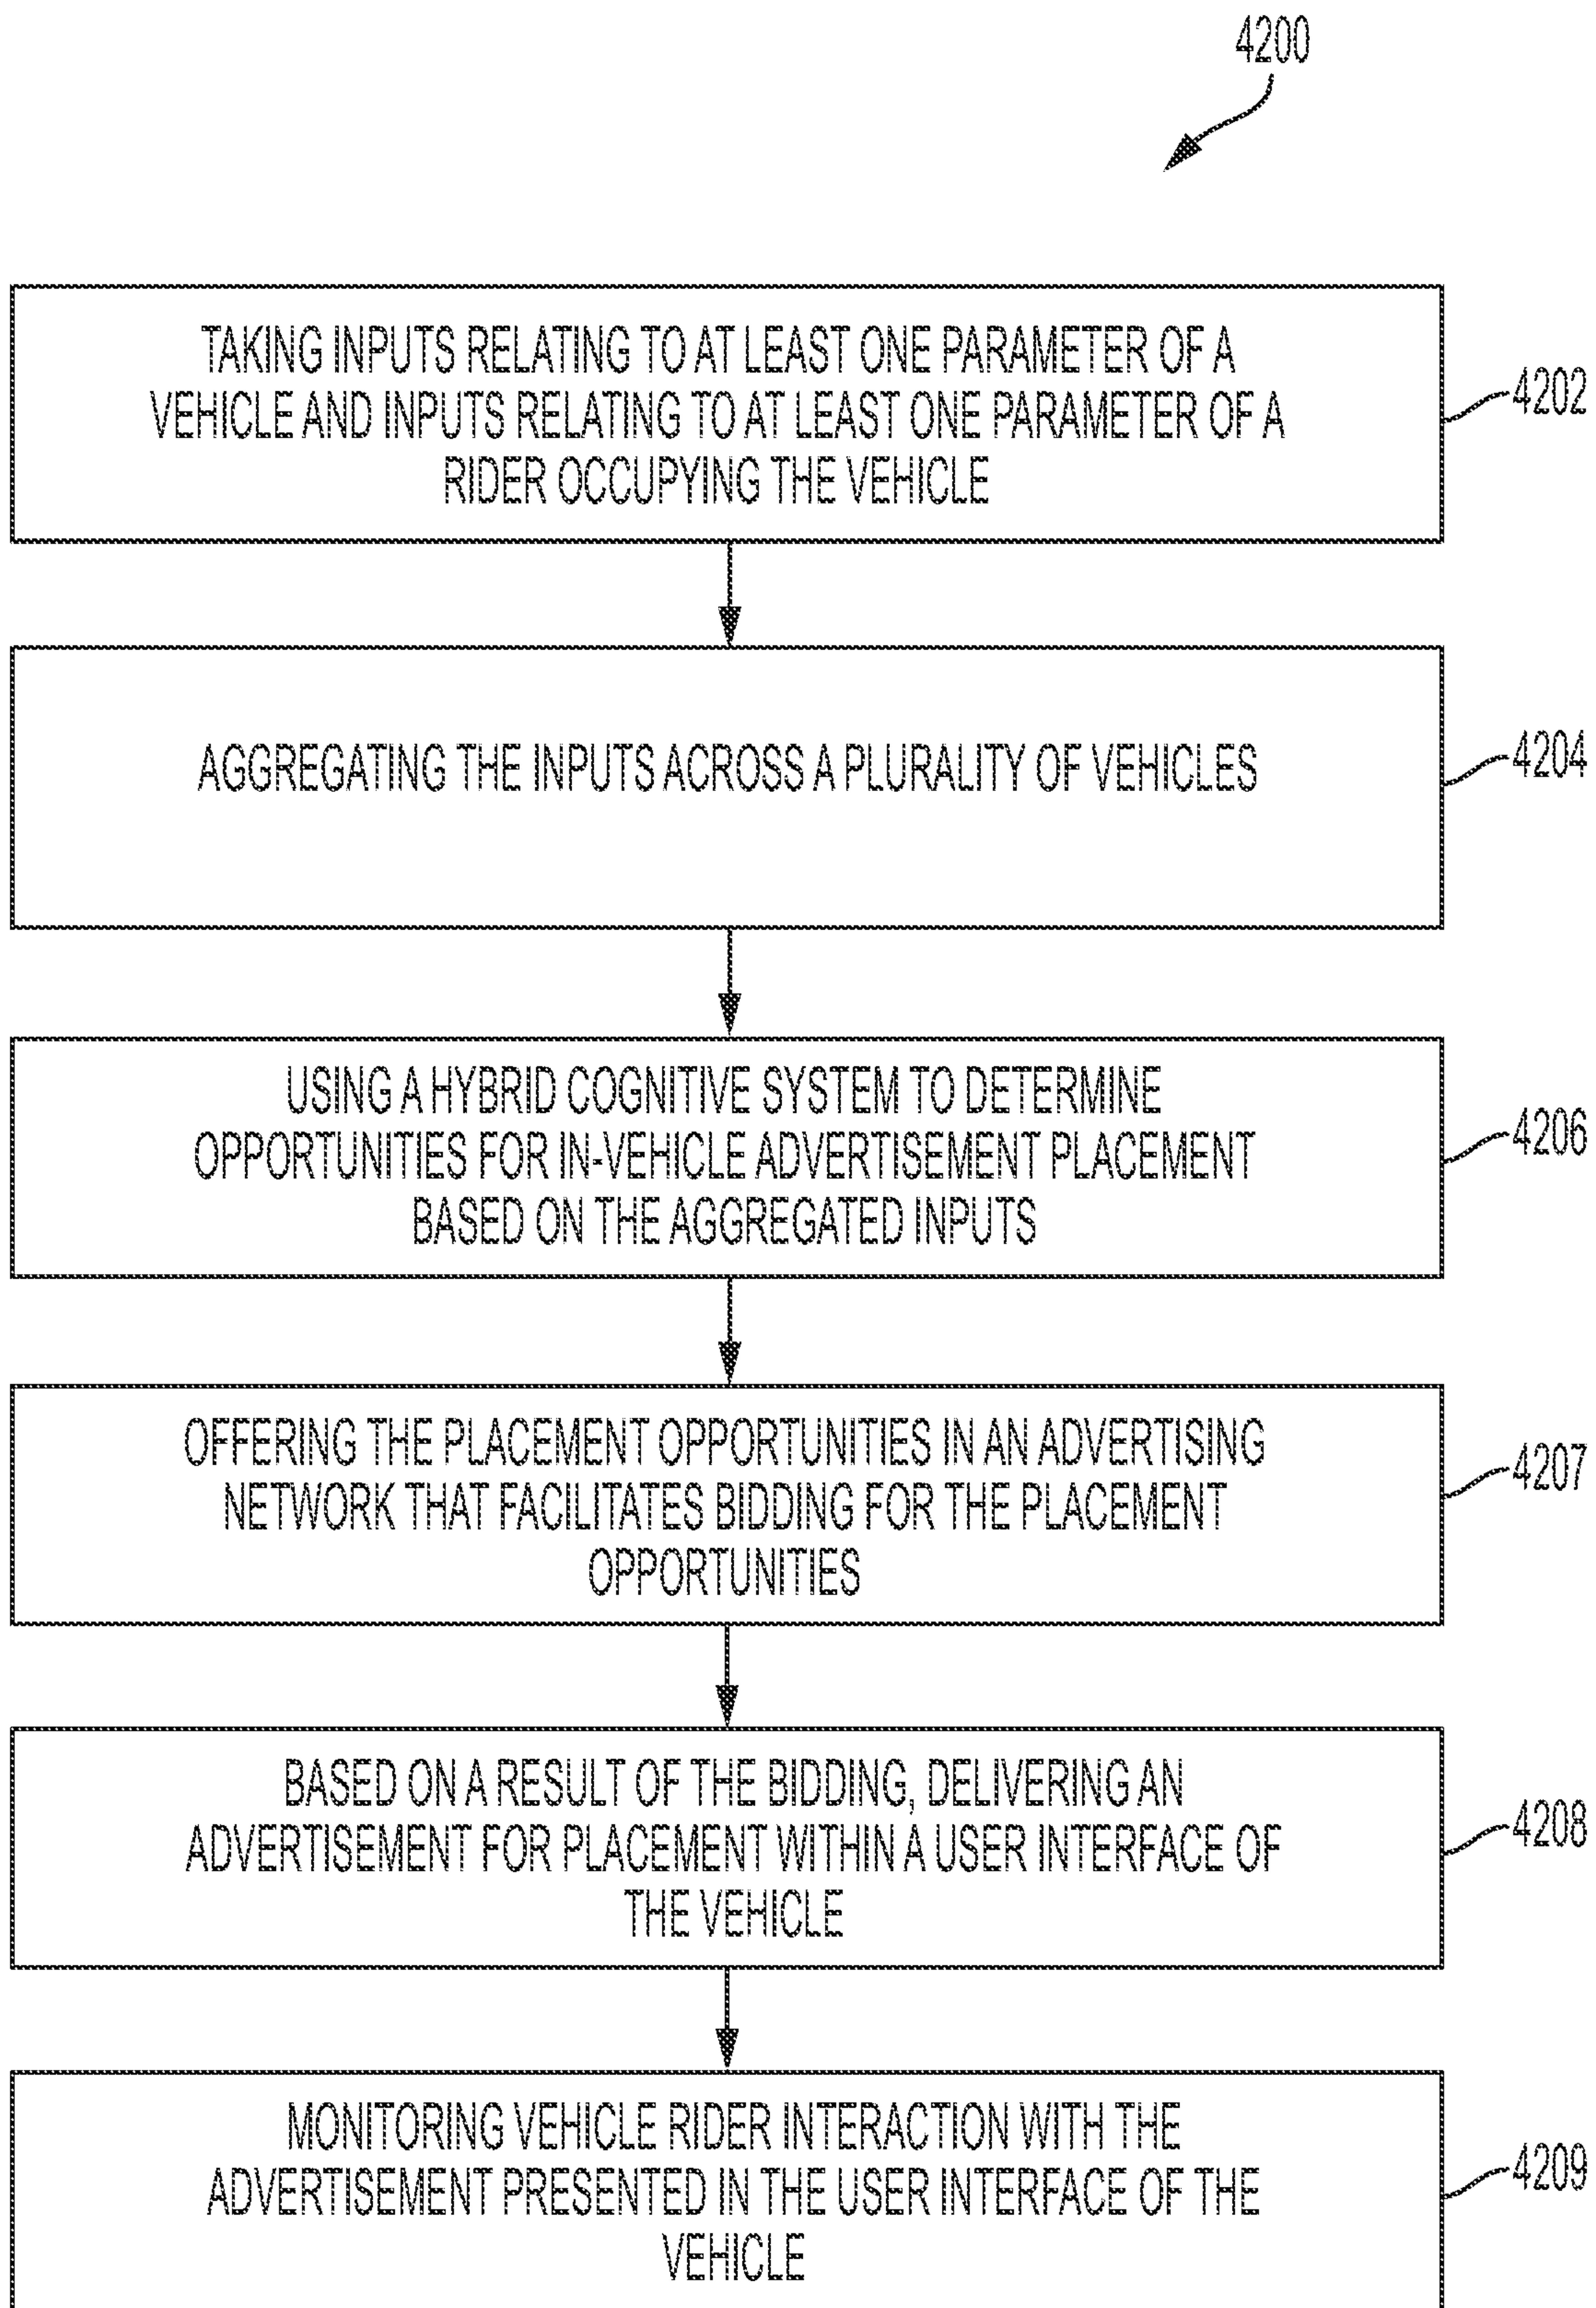 4200
TAKING INPUTS RELATING TO AT LEAST ONE PARAMETER OF A
VEHICLE AND INPUTS RELATING TO AT LEAST ONE PARAMETER OF A
RIDER OCCUPYING THE VEHICLE
4202
AGGREGATING THE INPUTS ACROSS A PLURALITY OF VEHICLES
4204
USING A HYBRID COGNITIVE SYSTEM TO DETERMINE
OPPORTUNITIES FOR IN-VEHICLE ADVERTISEMENT PLACEMENT
BASED ON THE AGGREGATED INPUTS
4206
OFFERING THE PLACEMENT OPPORTUNITIES IN AN ADVERTISING
NETWORK THAT FACILITATES BIDDING FOR THE PLACEMENT
OPPORTUNITIES
4207
BASED ON A RESULT OF THE BIDDING, DELIVERING AN
ADVERTISEMENT FOR PLACEMENT WITHIN A USER INTERFACE OF
THE VEHICLE
4208
MONITORING VEHICLE RIDER INTERACTION WITH THE
ADVERTISEMENT PRESENTED IN THE USER INTERFACE OF THE
VEHICLE
4209